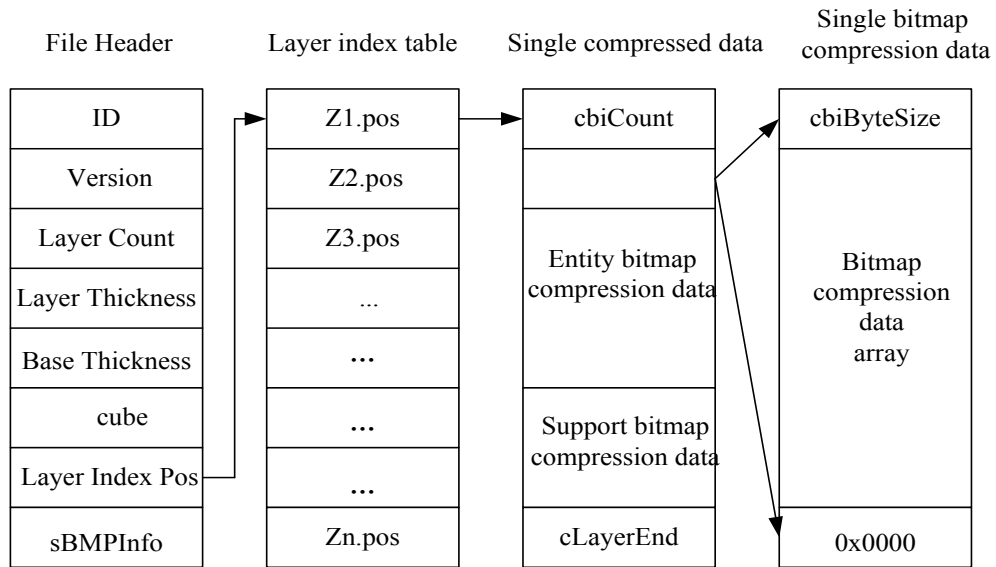 File Header
ID
Version
Layer Count
Layer Thickness
Base Thickness
cube
Layer Index Pos
sBMPInfo
Layer index table
Z1.pos
Z2.pos
Z3.pos
...
...
...
...
Zn.pos
Single compressed data
cbiCount
Entity bitmap
compression data
Support bitmap
compression data
cLayerEnd
Single bitmap
compression data
cbiByteSize
Bitmap
compression
data
array
0x0000